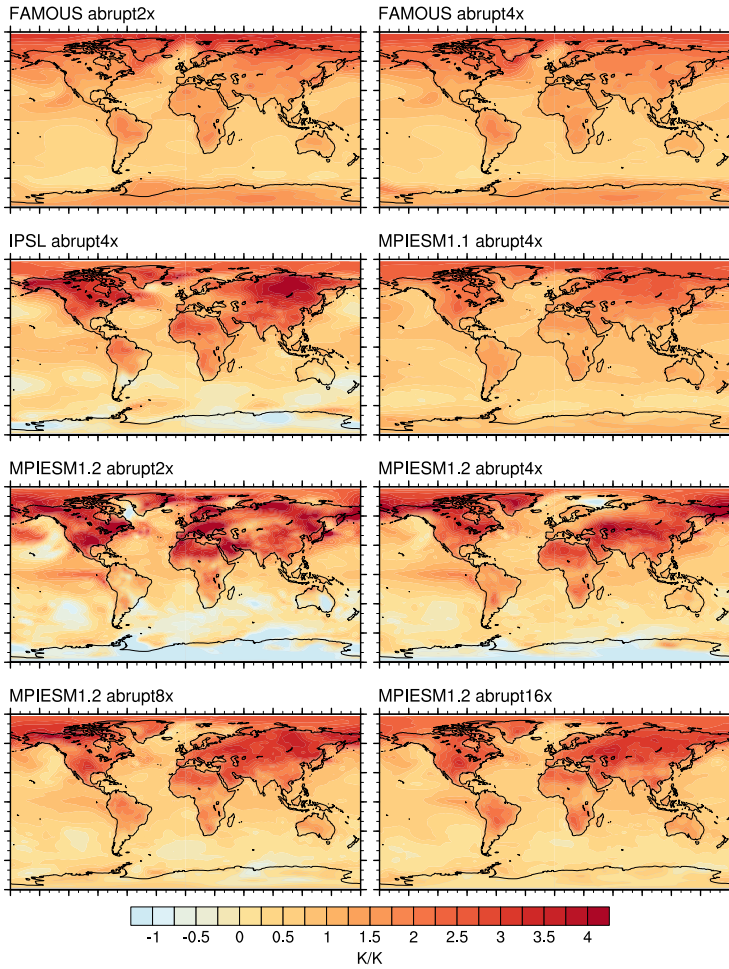 FAMOUS abrupt2x
FAMOUS abrupt4x
IPSL abrupt4x
MPIESM1.1 abrupt4x
MPIESM1.2 abrupt2x
MPIESM1.2 abrupt4x
MPIESM1.2 abrupt8x
MPIESM1.2 abrupt16x
-1 -0.5 0 0.5 1 1.5 2 2.5 3 3.5 4
K/K